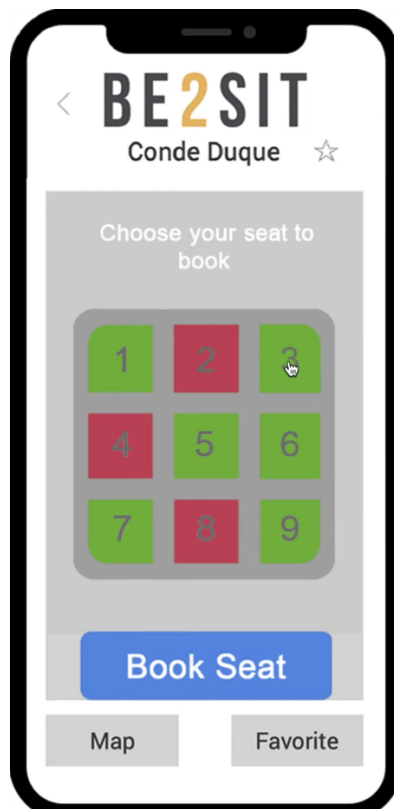 BE2SIT
Conde Duque
Choose your seat to
book
1 2 3
4 5 6
7 8 9
Book Seat
Map Favorite